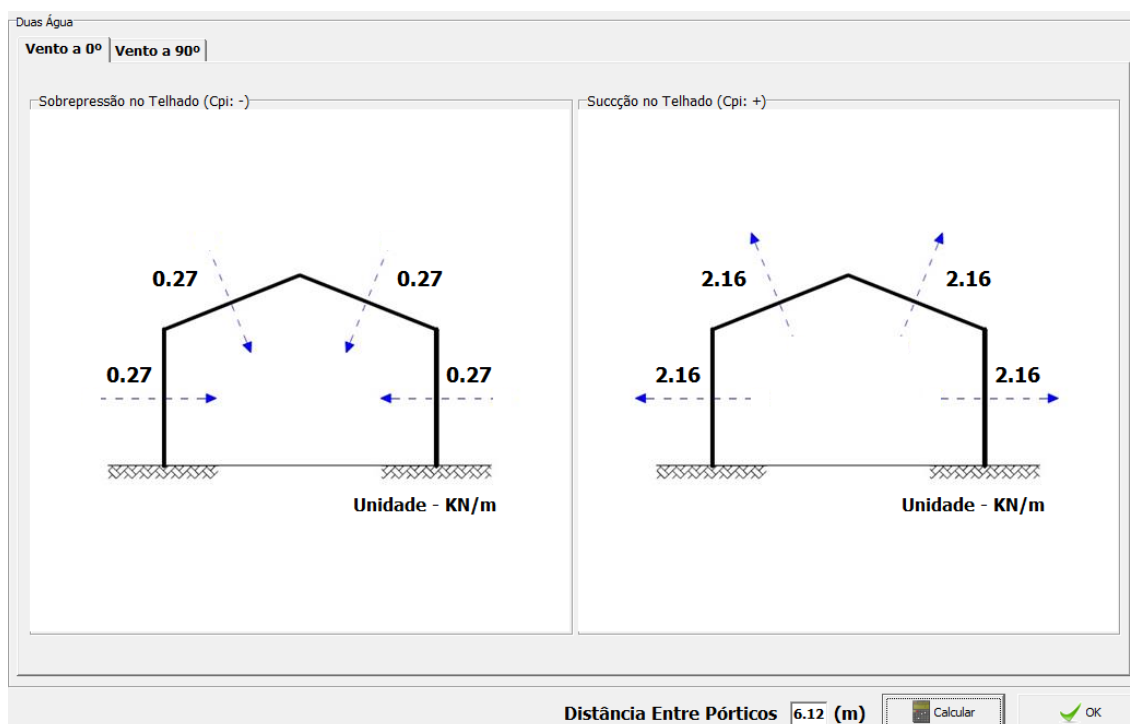 Duas Água
Vento a 0º Vento a 90º
Sobrepressão no Telhado (Cpi: -)
0.27 0.27
0.27 0.27
Unidade - KN/m
Succção no Telhado (Cpi: +)
2.16 2.16
2.16 2.16
Unidade - KN/m
Distância Entre Pórticos 6.12 (m) Calcular OK